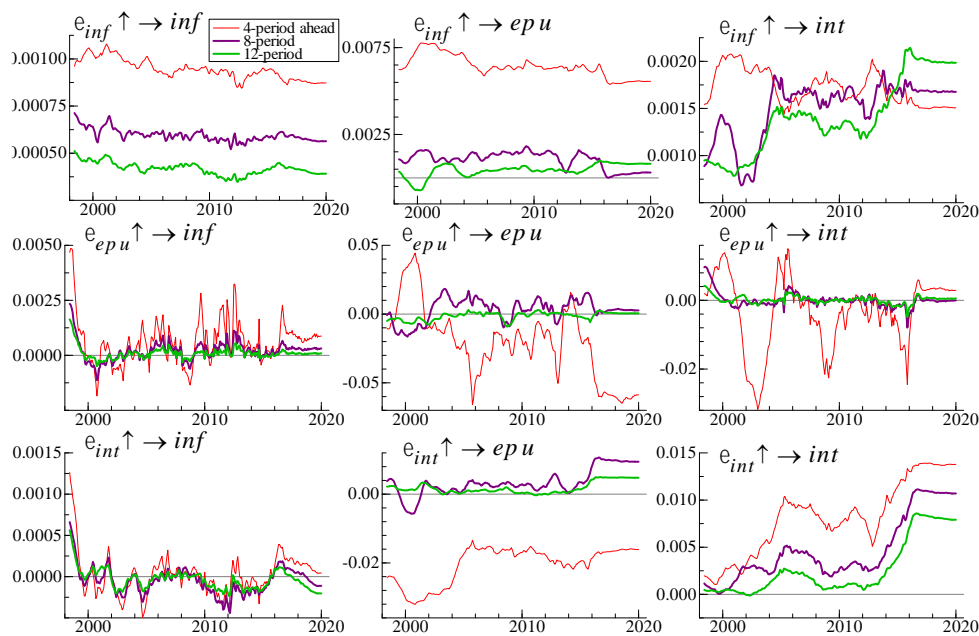 e_inf ↑ → inf
4-period ahead
8-period
12-period
0.00100
0.00075
0.00050
2000 2010 2020
e_inf ↑ → epu
0.0075
0.0025
2000 2010 2020
e_inf ↑ → int
0.0020
0.0015
0.0010
2000 2010 2020
e_epu ↑ → inf
0.0050
0.0025
0.0000
2000 2010 2020
e_epu ↑ → epu
0.05
0.00
-0.05
2000 2010 2020
e_epu ↑ → int
0.00
-0.02
2000 2010 2020
e_int ↑ → inf
0.0015
0.0010
0.0005
0.0000
2000 2010 2020
e_int ↑ → epu
0.00
-0.02
2000 2010 2020
e_int ↑ → int
0.015
0.010
0.005
0.000
2000 2010 2020